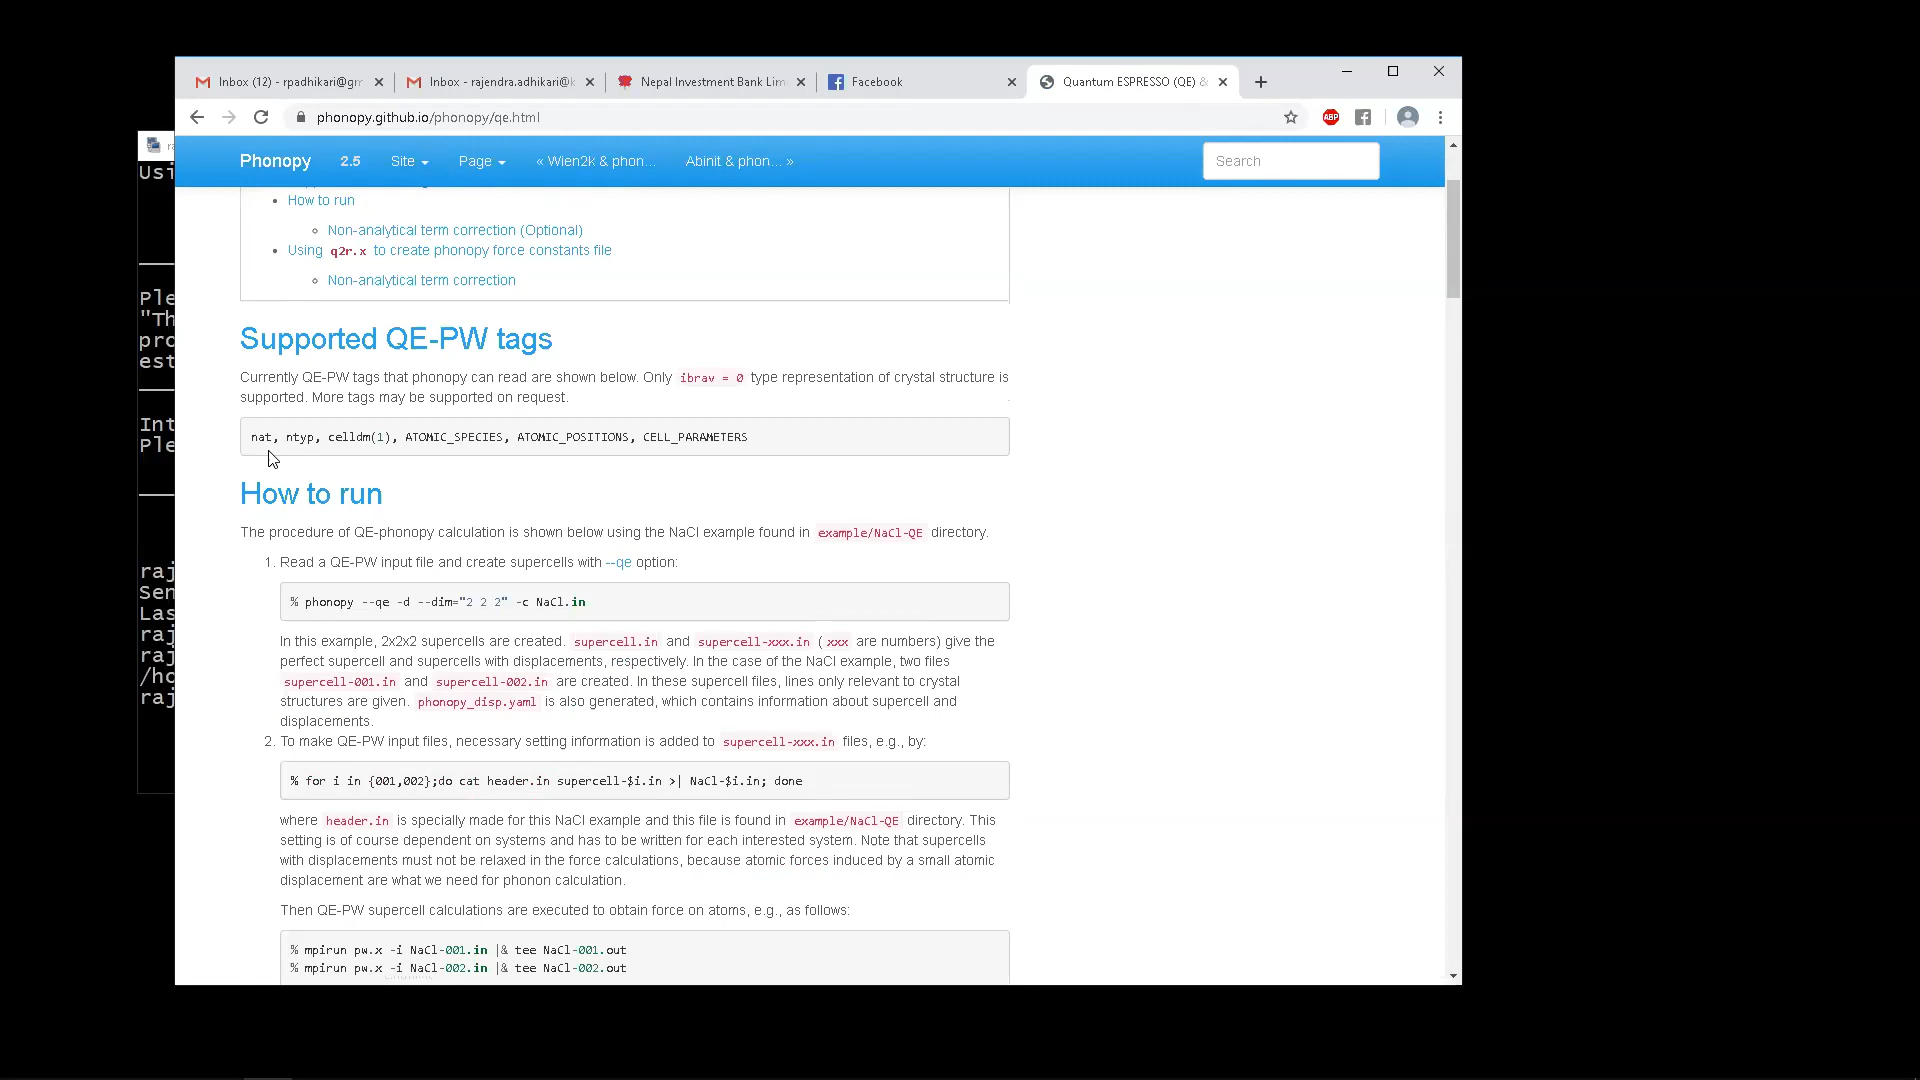 Inbox (12) - rpadhikari@gm
Inbox - rajendra.adhikari@k
Nepal Investment Bank Lim
Facebook
Quantum ESPRESSO (QE) &
phonopy.github.io/phonopy/qe.html
ABP
Phonopy 2.5 Site Page « Wien2k & phon... Abinit & phon... » Search
How to run
Non-analytical term correction (Optional)
Using q2r.x to create phonopy force constants file
Non-analytical term correction
Supported QE-PW tags
Currently QE-PW tags that phonopy can read are shown below. Only ibrav = 0 type representation of crystal structure is
supported. More tags may be supported on request.
nat, ntyp, celldm(1), ATOMIC_SPECIES, ATOMIC_POSITIONS, CELL_PARAMETERS
How to run
The procedure of QE-phonopy calculation is shown below using the NaCl example found in example/NaCl-QE directory.
1. Read a QE-PW input file and create supercells with --qe option:
% phonopy --qe -d --dim="2 2 2" -c NaCl.in
In this example, 2x2x2 supercells are created. supercell.in and supercell-xxx.in ( xxx are numbers) give the
perfect supercell and supercells with displacements, respectively. In the case of the NaCl example, two files
supercell-001.in and supercell-002.in are created. In these supercell files, lines only relevant to crystal
structures are given. phonopy_disp.yaml is also generated, which contains information about supercell and
displacements.
2. To make QE-PW input files, necessary setting information is added to supercell-xxx.in files, e.g., by:
% for i in {001,002};do cat header.in supercell-$i.in >| NaCl-$i.in; done
where header.in is specially made for this NaCl example and this file is found in example/NaCl-QE directory. This
setting is of course dependent on systems and has to be written for each interested system. Note that supercells
with displacements must not be relaxed in the force calculations, because atomic forces induced by a small atomic
displacement are what we need for phonon calculation.
Then QE-PW supercell calculations are executed to obtain force on atoms, e.g., as follows:
% mpirun pw.x -i NaCl-001.in |& tee NaCl-001.out
% mpirun pw.x -i NaCl-002.in |& tee NaCl-002.out
Usi
Ple
"Th
pro
est
Int
Ple
raj
Sen
Las
raj
raj
/ho
raj